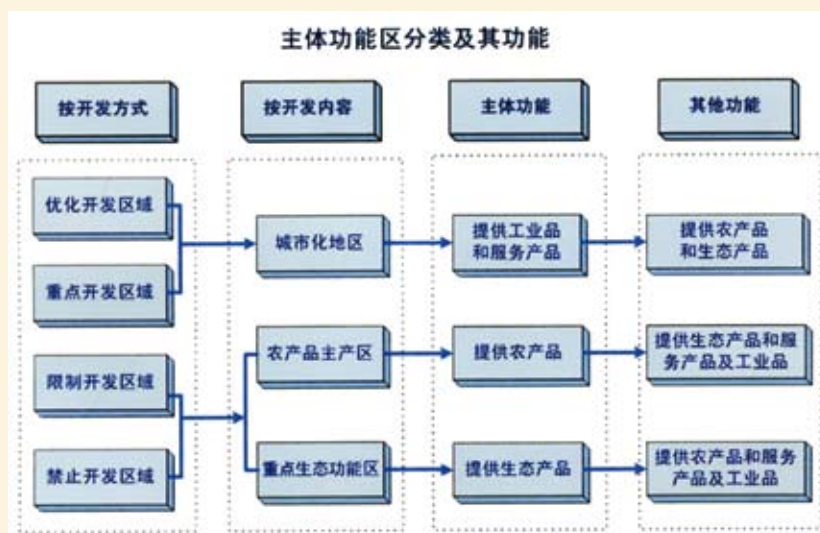 主体功能区分类及其功能
按开发方式
按开发内容
主体功能
其他功能
优化开发区域
重点开发区域
限制开发区域
禁止开发区域
城市化地区
农产品主产区
重点生态功能区
提供工业品
和服务产品
提供农产品
提供生态产品
提供农产品
和生态产品
提供生态产品和服
务产品及工业品
提供农产品和服务
产品及工业品